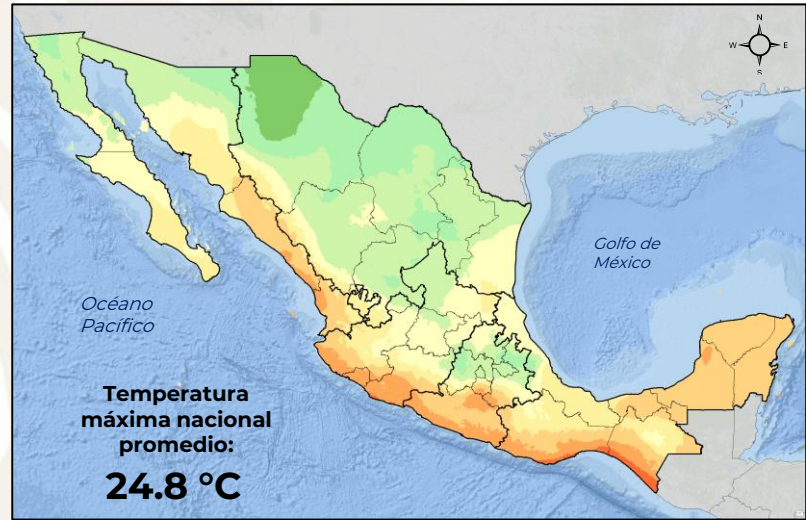 N
W
E
S
Golfo de
México
Océano
Pacífico
Temperatura
máxima nacional
promedio:
24.8 °C